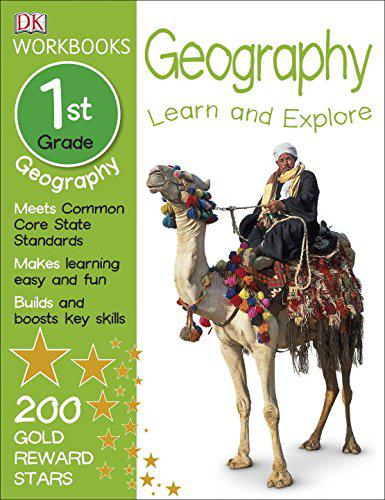 DK
WORKBOOKS
Geography
Learn and Explore
1st
Grade
Geography
Meets Common
Core State
Standards
Makes learning
easy and fun
Builds and
boosts key skills
200
GOLD
REWARD
STARS